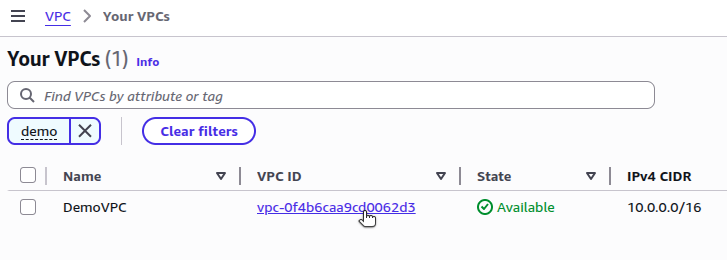 VPC > Your VPCs
Your VPCs (1) Info
Find VPCs by attribute or tag
demo Clear filters
Name VPC ID State IPv4 CIDR
DemoVPC vpc-0f4b6caa9cd0062d3 Available 10.0.0.0/16